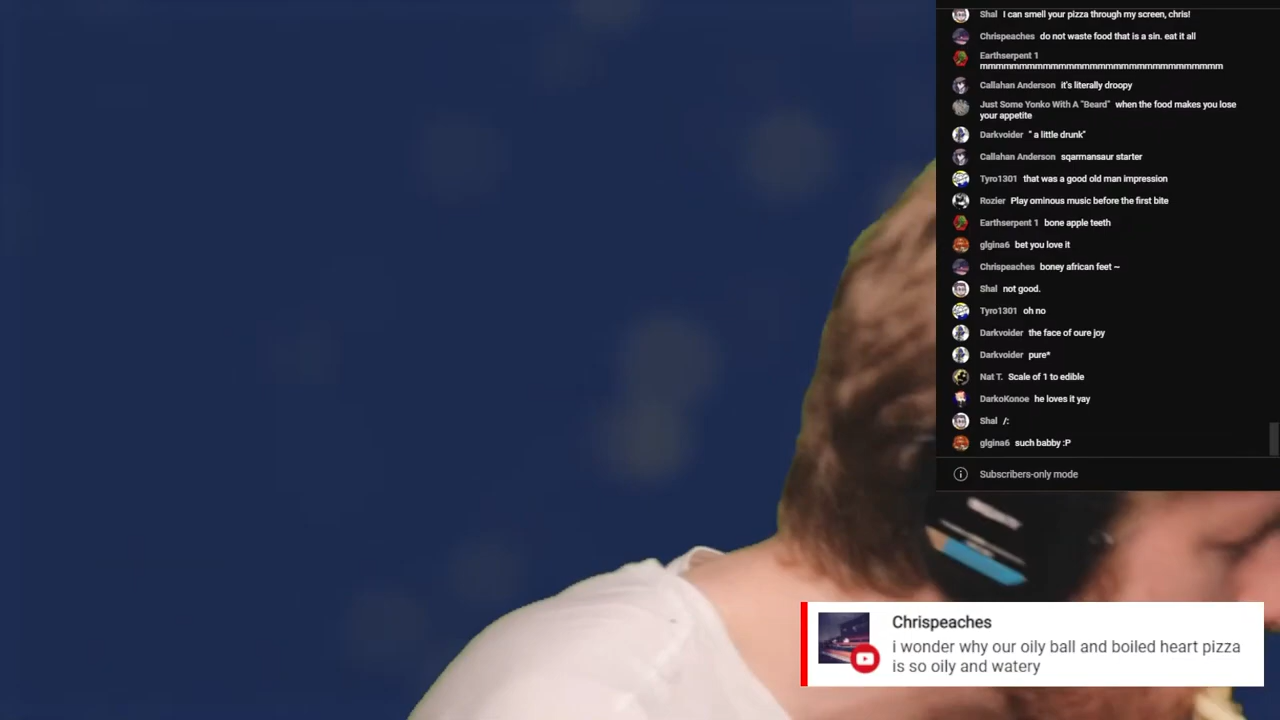 Shal I can smell your pizza through my screen, chris!
Chrispeaches do not waste food that is a sin. eat it all
Earthserpent 1
mmmmmmmmmmmmmmmmmmmmmmmmmmmmmmm
Callahan Anderson it's literally droopy
Just Some Yonko With A "Beard" when the food makes you lose
your appetite
Darkvoider " a little drunk"
Callahan Anderson sqarmansaur starter
Tyro1301 that was a good old man impression
Rozier Play ominous music before the first bite
Earthserpent 1 bone apple teeth
glgina6 bet you love it
Chrispeaches boney african feet ~
Shal not good.
Tyro1301 oh no
Darkvoider the face of oure joy
Darkvoider pure*
Nat T. Scale of 1 to edible
DarkoKonoe he loves it yay
Shal /:
glgina6 such babby :P
Subscribers-only mode
Chrispeaches
i wonder why our oily ball and boiled heart pizza
is so oily and watery